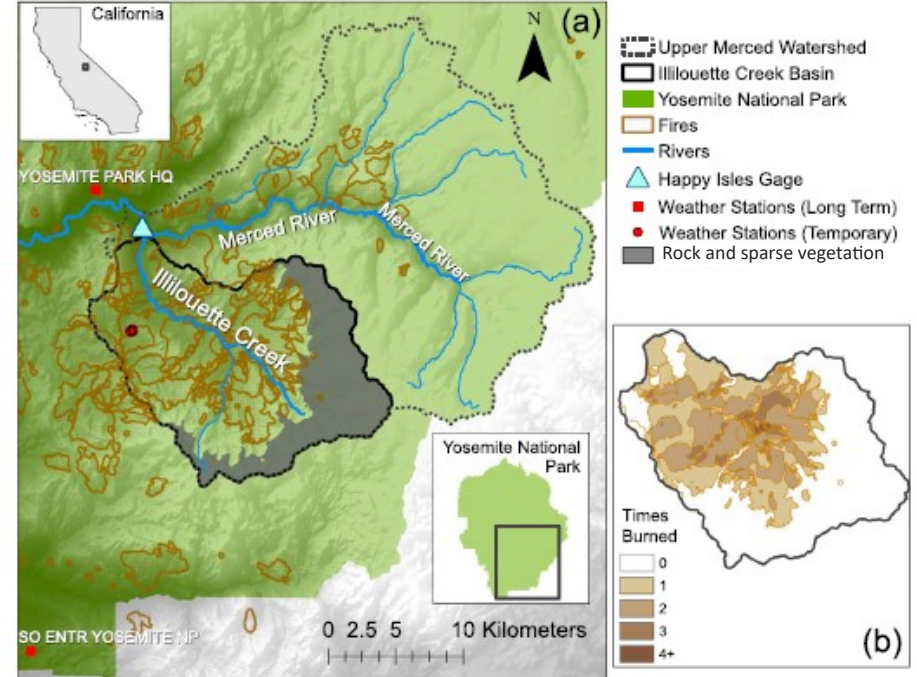 California
(a)
N
YOSEMITE PARK HQ
Merced River
Merced River
Illilouette Creek
Yosemite National
Park
SO ENTR YOSEMITE NP
0 2.5 5 10 Kilometers
Upper Merced Watershed
Illilouette Creek Basin
Yosemite National Park
Fires
Rivers
Happy Isles Gage
Weather Stations (Long Term)
Weather Stations (Temporary)
Rock and sparse vegetation
Times
Burned
0
1
2
3
4+
(b)